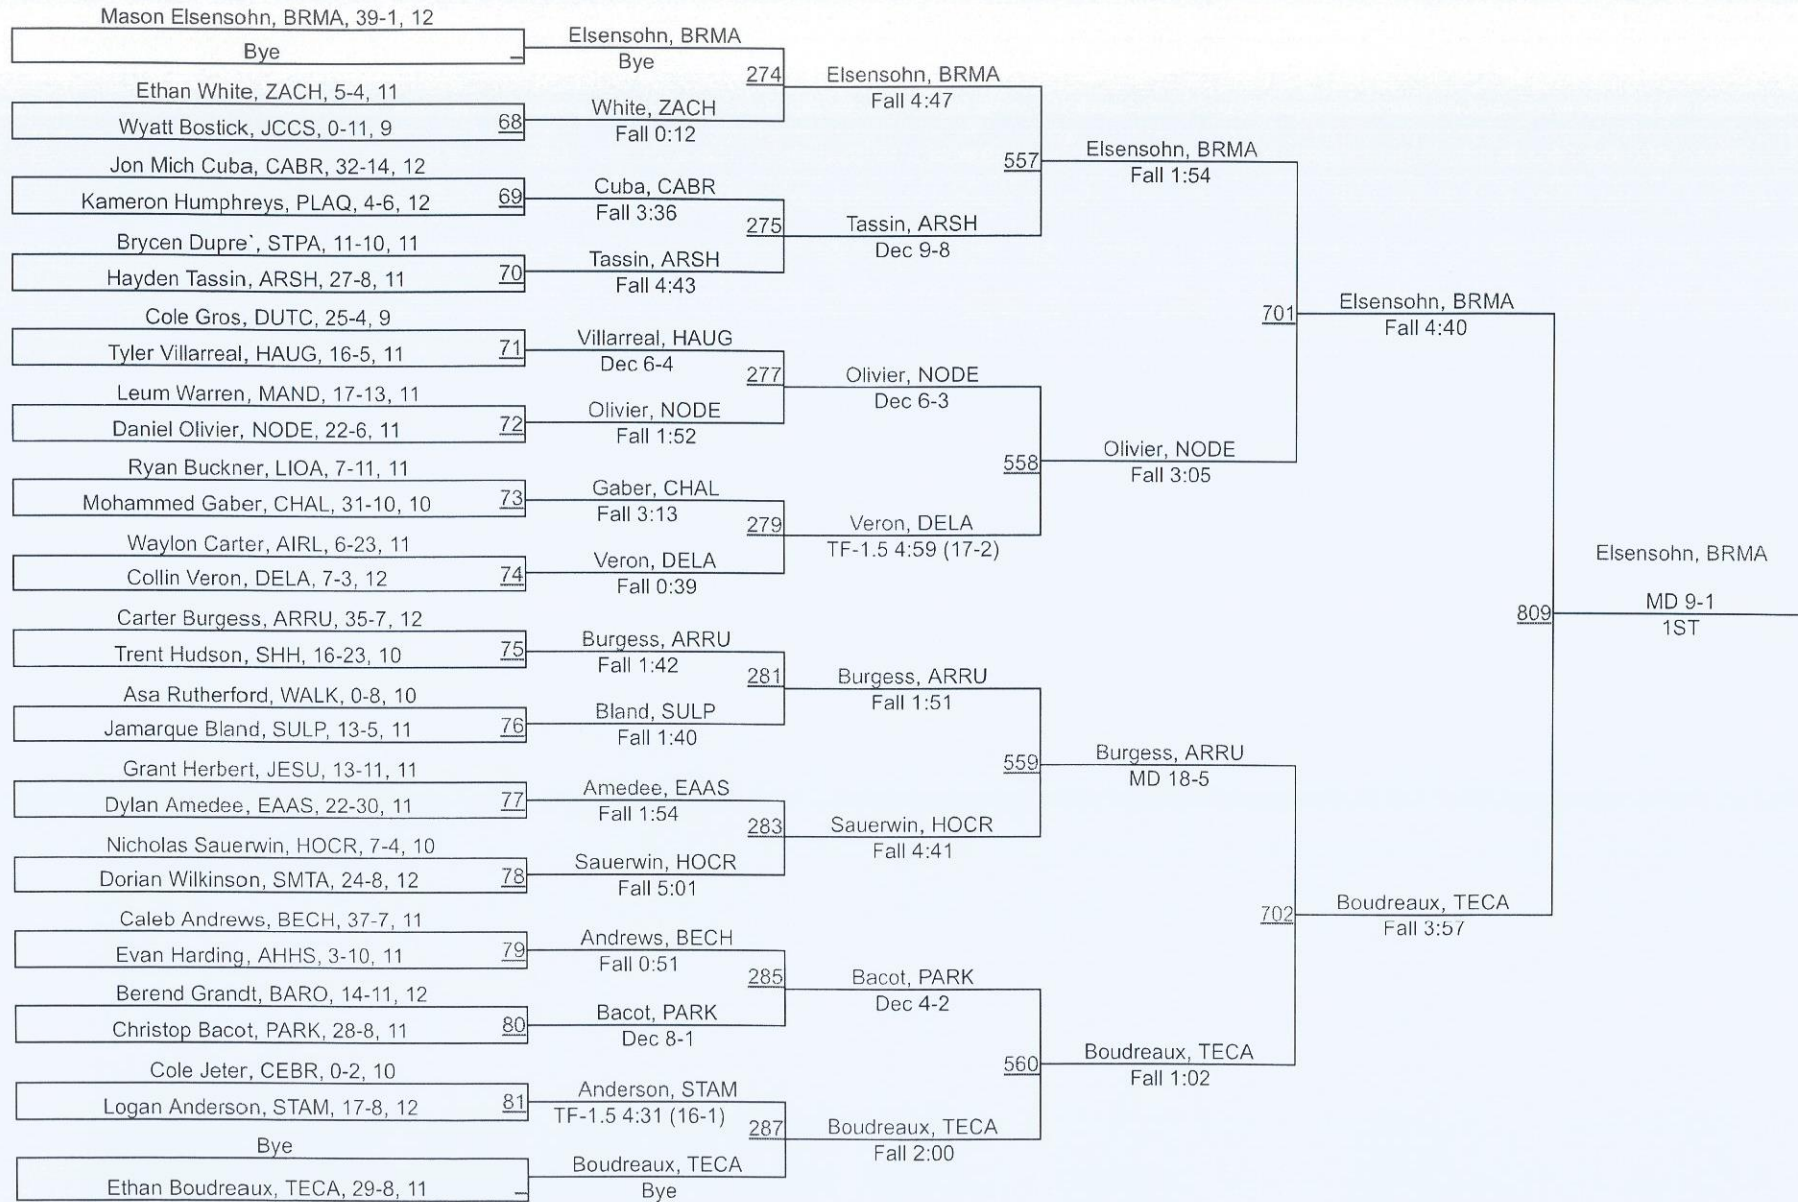 Mason Elsensohn, BRMA, 39-1, 12
Bye
Ethan White, ZACH, 5-4, 11
Wyatt Bostick, JCCS, 0-11, 9
68
Jon Mich Cuba, CABR, 32-14, 12
Kameron Humphreys, PLAQ, 4-6, 12
69
Brycen Dupre`, STPA, 11-10, 11
Hayden Tassin, ARSH, 27-8, 11
70
Cole Gros, DUTC, 25-4, 9
Tyler Villarreal, HAUG, 16-5, 11
71
Leum Warren, MAND, 17-13, 11
Daniel Olivier, NODE, 22-6, 11
72
Ryan Buckner, LIOA, 7-11, 11
Mohammed Gaber, CHAL, 31-10, 10
73
Waylon Carter, AIRL, 6-23, 11
Collin Veron, DELA, 7-3, 12
74
Carter Burgess, ARRU, 35-7, 12
Trent Hudson, SHH, 16-23, 10
75
Asa Rutherford, WALK, 0-8, 10
Jamarque Bland, SULP, 13-5, 11
76
Grant Herbert, JESU, 13-11, 11
Dylan Amedee, EAAS, 22-30, 11
77
Nicholas Sauerwin, HOCR, 7-4, 10
Dorian Wilkinson, SMTA, 24-8, 12
78
Caleb Andrews, BECH, 37-7, 11
Evan Harding, AHHS, 3-10, 11
79
Berend Grandt, BARO, 14-11, 12
Christop Bacot, PARK, 28-8, 11
80
Cole Jeter, CEBR, 0-2, 10
Logan Anderson, STAM, 17-8, 12
81
Bye
Ethan Boudreaux, TECA, 29-8, 11
Elsensohn, BRMA
Bye
274
White, ZACH
Fall 0:12
Cuba, CABR
Fall 3:36
275
Tassin, ARSH
Fall 4:43
Villarreal, HAUG
Dec 6-4
277
Olivier, NODE
Fall 1:52
Gaber, CHAL
Fall 3:13
279
Veron, DELA
Fall 0:39
Burgess, ARRU
Fall 1:42
281
Bland, SULP
Fall 1:40
Amedee, EAAS
Fall 1:54
283
Sauerwin, HOCR
Fall 5:01
Andrews, BECH
Fall 0:51
285
Bacot, PARK
Dec 8-1
Anderson, STAM
TF-1.5 4:31 (16-1)
287
Boudreaux, TECA
Bye
Elsensohn, BRMA
Fall 4:47
557
Tassin, ARSH
Dec 9-8
Olivier, NODE
Dec 6-3
558
Veron, DELA
TF-1.5 4:59 (17-2)
Burgess, ARRU
Fall 1:51
559
Sauerwin, HOCR
Fall 4:41
Bacot, PARK
Dec 4-2
560
Boudreaux, TECA
Fall 2:00
Elsensohn, BRMA
Fall 1:54
701
Olivier, NODE
Fall 3:05
Burgess, ARRU
MD 18-5
702
Boudreaux, TECA
Fall 1:02
Elsensohn, BRMA
Fall 4:40
809
Boudreaux, TECA
Fall 3:57
Elsensohn, BRMA
MD 9-1
1ST